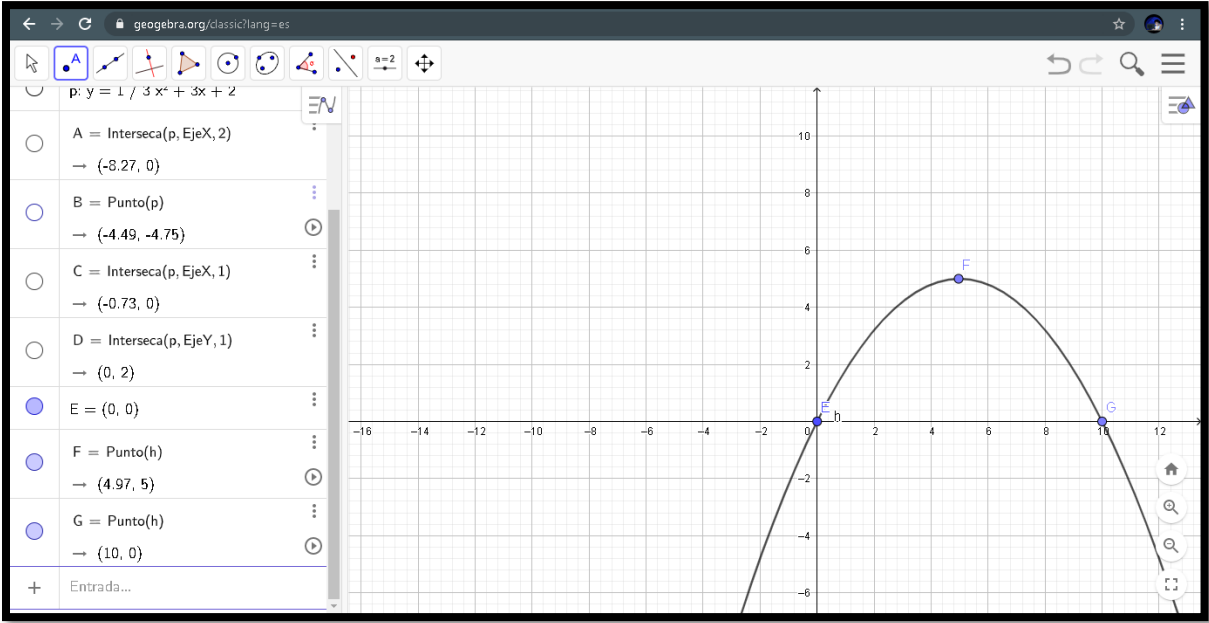 geogebra.org/classic?lang=es
A
a=2
p: y = 1 / 3 x² + 3x + 2
A = Interseca(p, EjeX, 2)
→ (-8.27, 0)
B = Punto(p)
→ (-4.49, -4.75)
C = Interseca(p, EjeX, 1)
→ (-0.73, 0)
D = Interseca(p, EjeY, 1)
→ (0, 2)
E = (0, 0)
F = Punto(h)
→ (4.97, 5)
G = Punto(h)
→ (10, 0)
+ Entrada...
10
8
6
F
4
2
E
h
G
-16 -14 -12 -10 -8 -6 -4 -2 0 2 4 6 8 10 12
-2
-4
-6